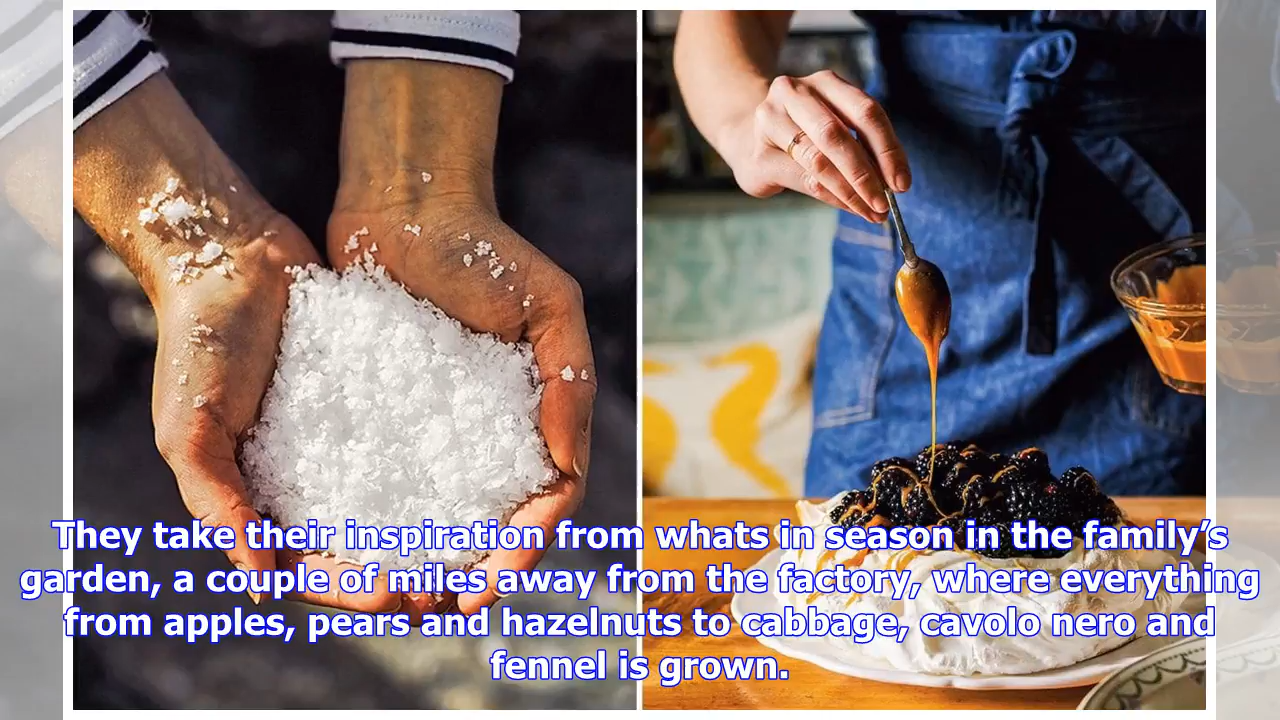 They take their inspiration from whats in season in the family’s
garden, a couple of miles away from the factory, where everything
from apples, pears and hazelnuts to cabbage, cavolo nero and
fennel is grown.